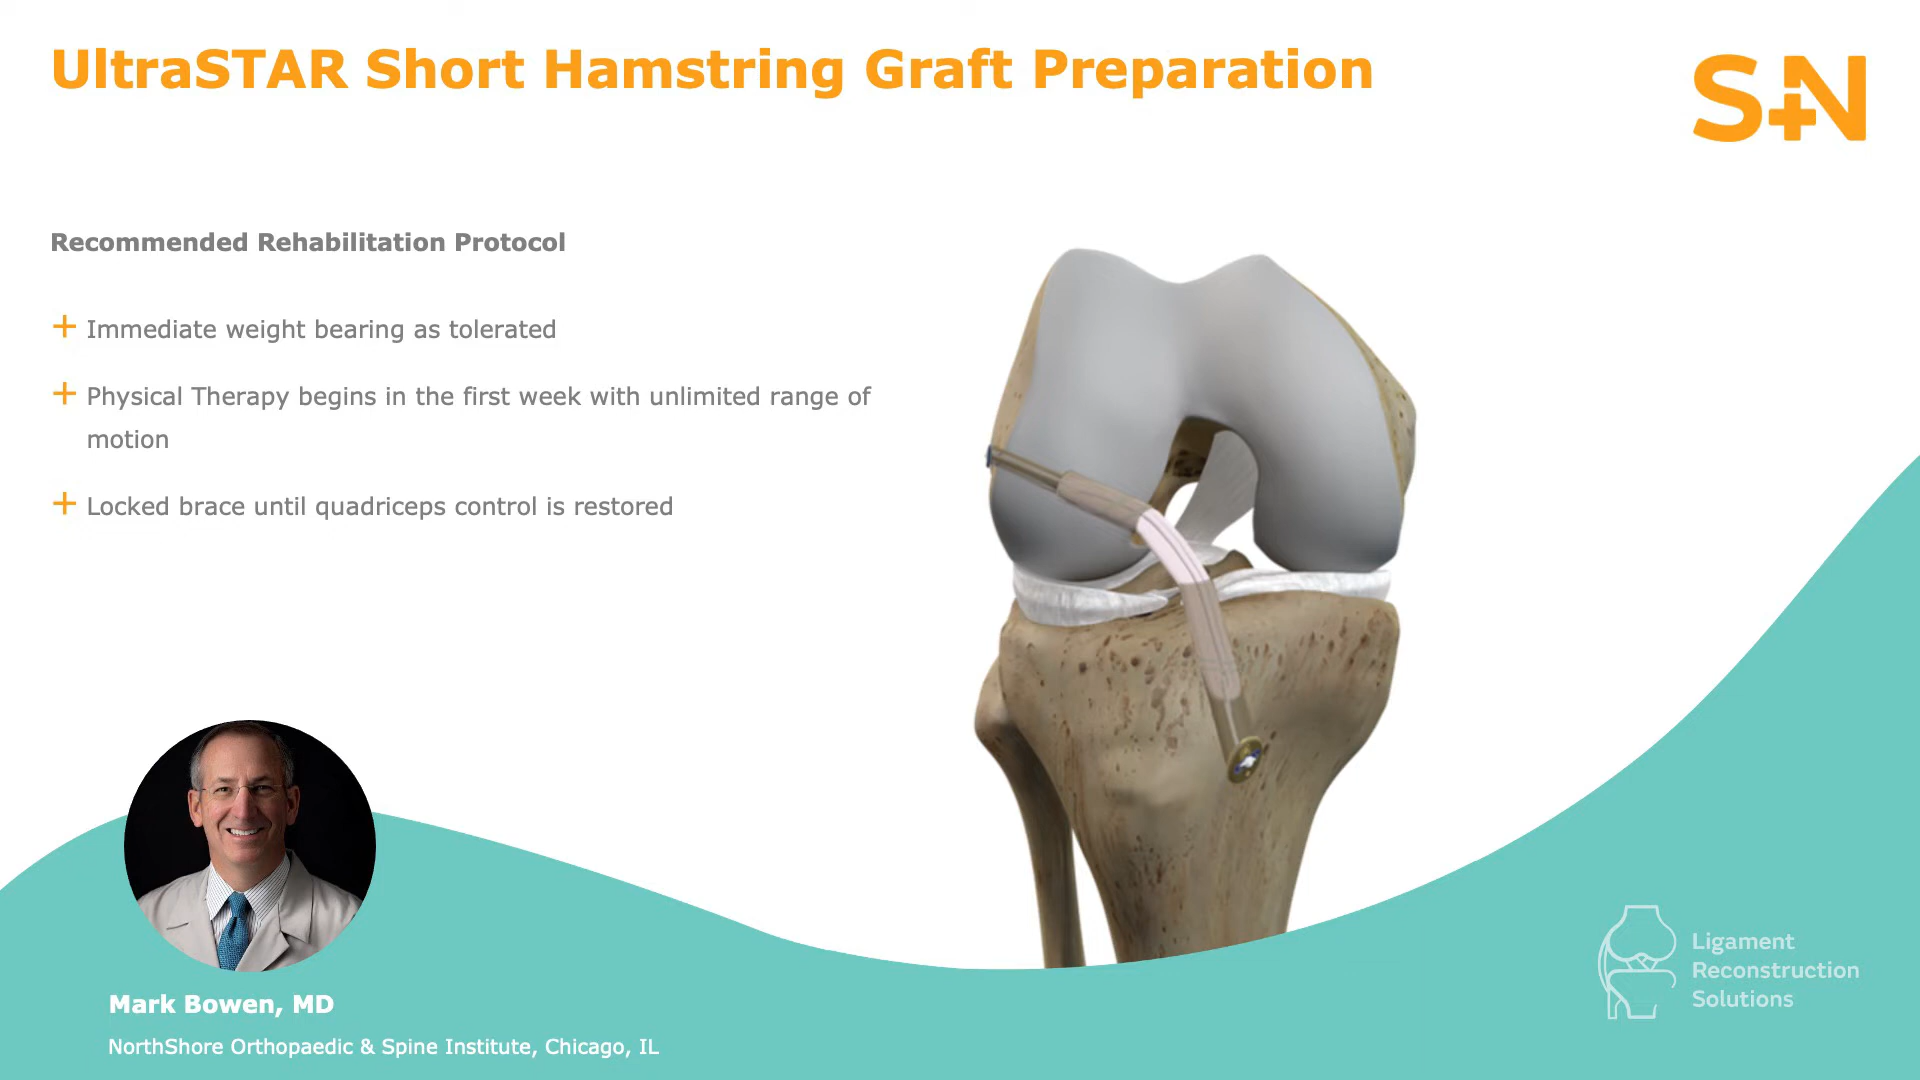 UltraSTAR Short Hamstring Graft Preparation
S+N
Recommended Rehabilitation Protocol
+ Immediate weight bearing as tolerated
+ Physical Therapy begins in the first week with unlimited range of
motion
+ Locked brace until quadriceps control is restored
Mark Bowen, MD
NorthShore Orthopaedic & Spine Institute, Chicago, IL
Ligament
Reconstruction
Solutions